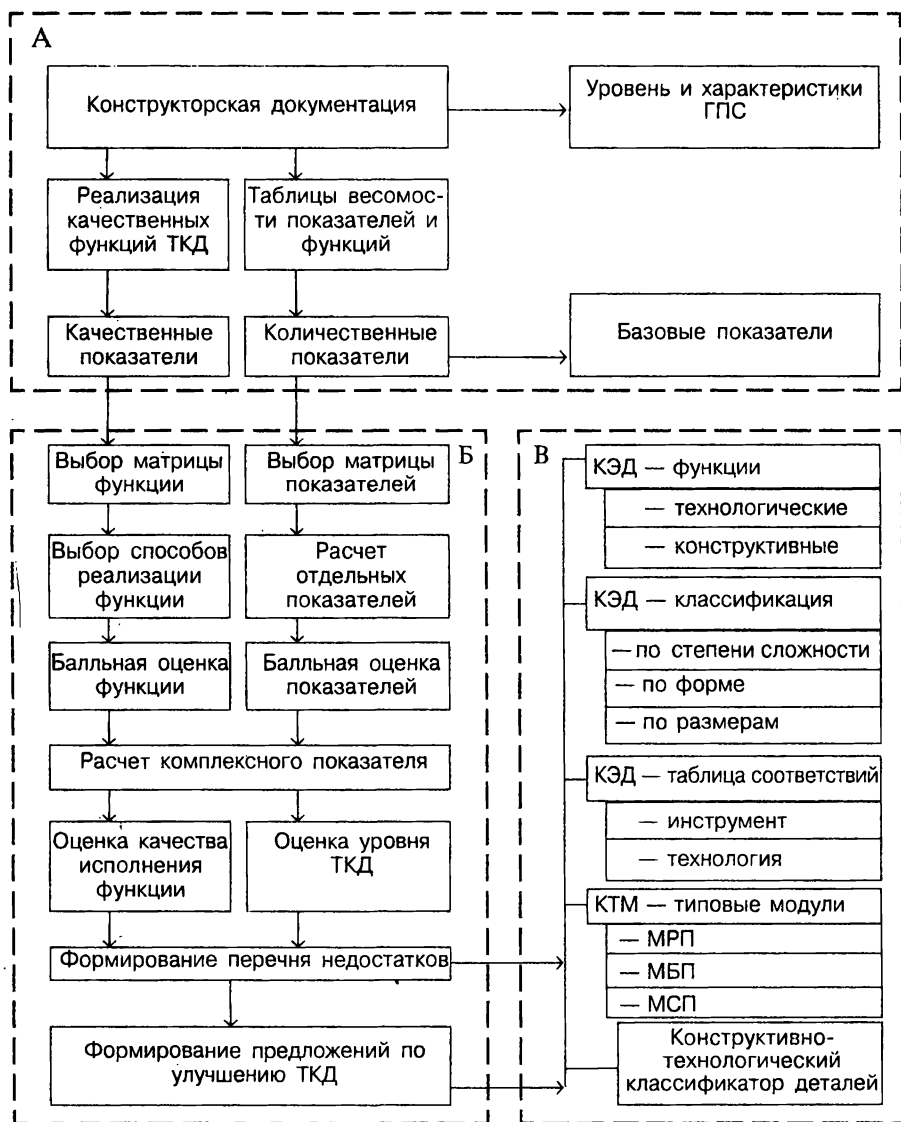 А
Конструкторская документация
Уровень и характеристики
ГПС
Реализация
качественных
функций ТКД
Таблицы весомос-
ти показателей и
функций
Качественные
показатели
Количественные
показатели
Базовые показатели
Б
Выбор матрицы
функции
Выбор матрицы
показателей
Выбор способов
реализации
функции
Расчет
отдельных
показателей
Балльная оценка
функции
Балльная оценка
показателей
Расчет комплексного показателя
Оценка качества
исполнения
функции
Оценка уровня
ТКД
Формирование перечня недостатков
Формирование предложений по
улучшению ТКД
В
КЭД — функции
— технологические
— конструктивные
КЭД — классификация
— по степени сложности
— по форме
— по размерам
КЭД — таблица соответствий
— инструмент
— технология
КТМ — типовые модули
— МРП
— МБП
— МСП
Конструктивно-
технологический
классификатор деталей